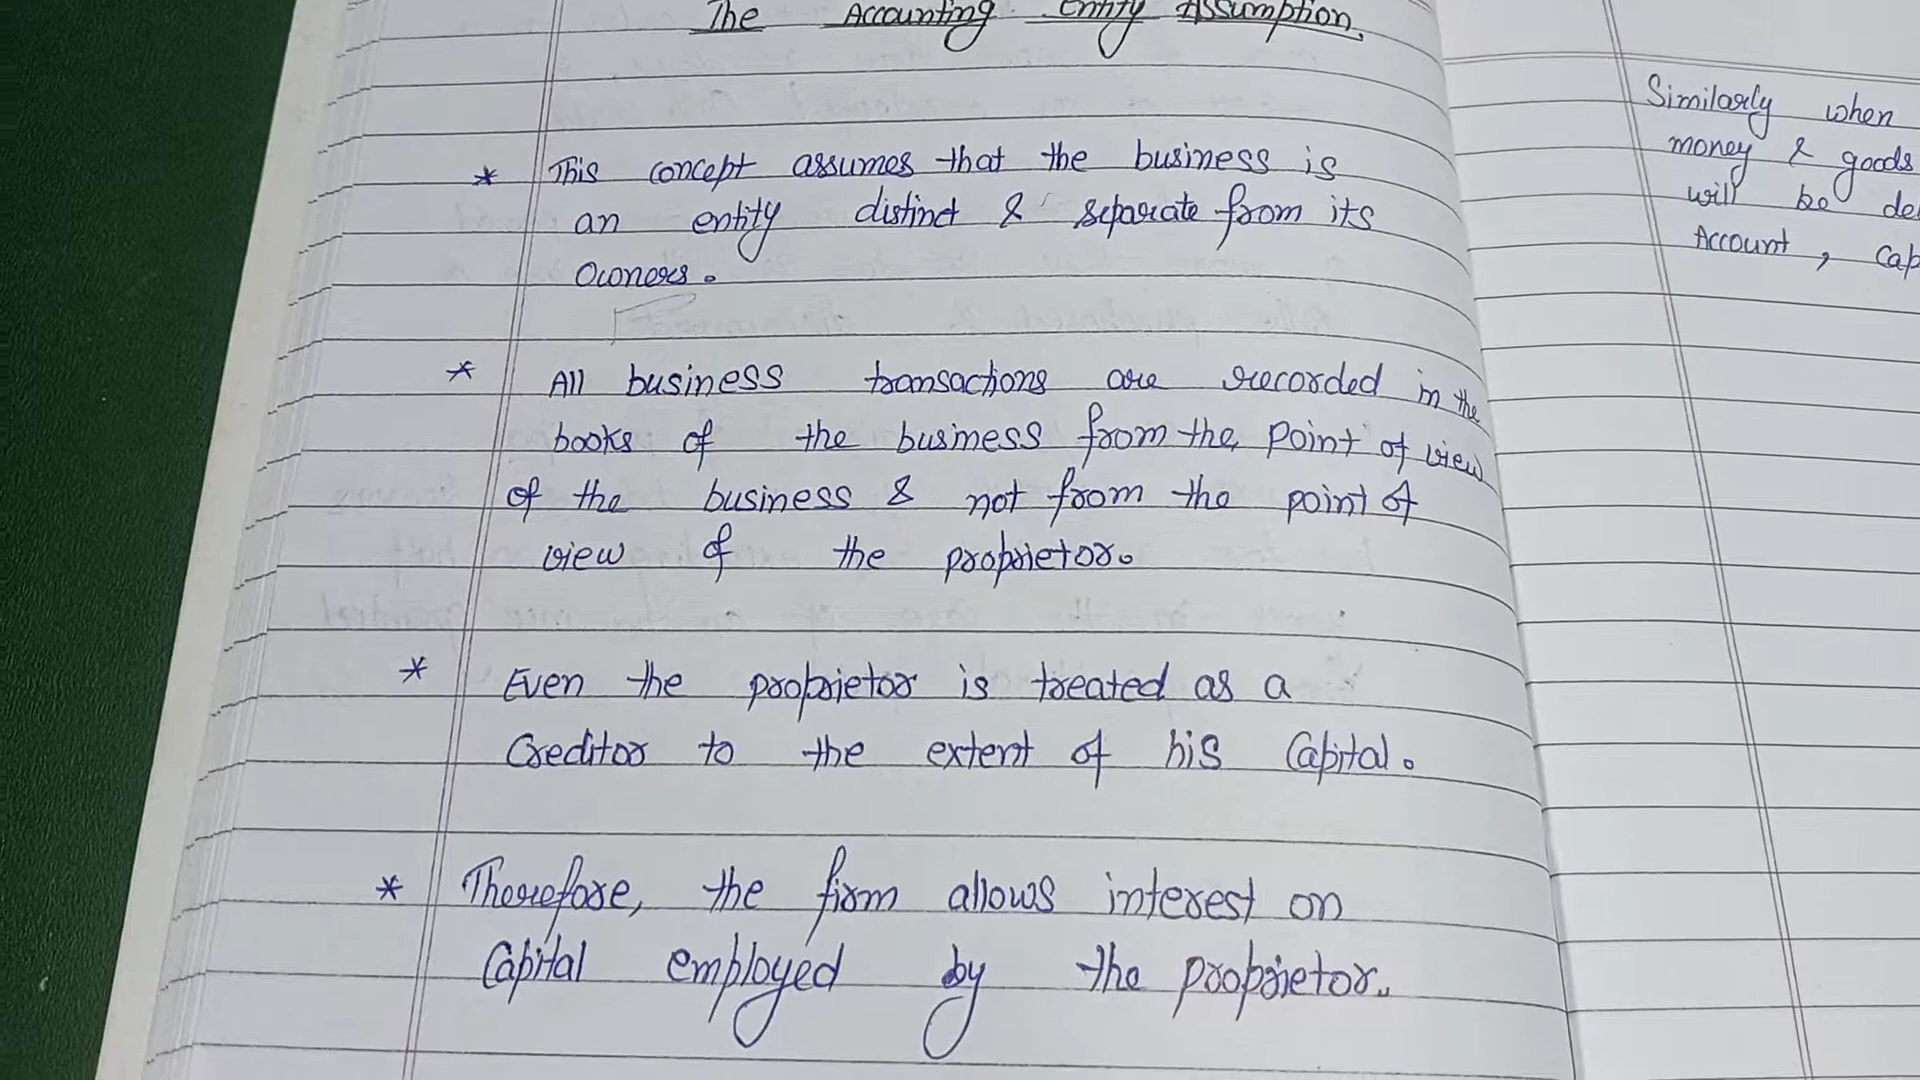 The Accounting Entity Assumption.
* This concept assumes that the business is
an entity distinct & separate from its
Owners.
* All business transactions are recorded in the
books of the business from the point of view
of the business & not from the point of
view of the proprietor.
* Even the proprietor is treated as a
Creditor to the extent of his Capital.
* Therefore, the firm allows interest on
Capital employed by the proprietor.
Similarly when
money & goods
will be
Account,